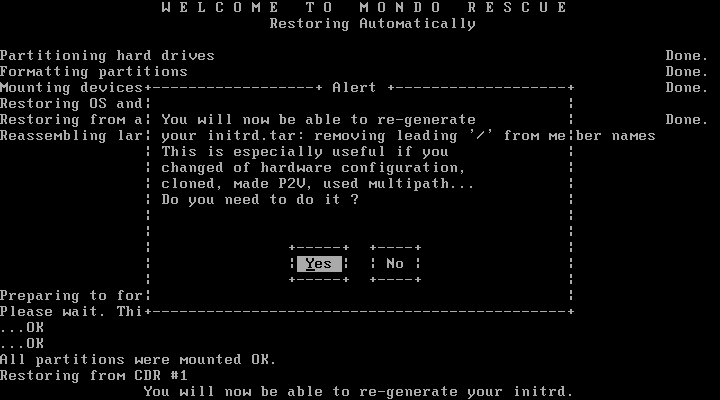 W E L C O M E   T O   M O N D O   R E S C U E
Restoring Automatically
Partitioning hard drives Done.
Formatting partitions Done.
Mounting devices+--------------------+ Alert +---------------------+ Done.
Restoring OS and¦ ¦
Restoring from a¦ You will now be able to re-generate ¦ Done.
Reassembling lar¦ your initrd.tar: removing leading '/' from me¦ber names
¦ This is especially useful if you ¦
¦ changed of hardware configuration, ¦
¦ cloned, made P2V, used multipath... ¦
¦ Do you need to do it ? ¦
+-----+ +----+
¦ Yes ¦ ¦ No ¦
+-----+ +----+
Preparing to for¦ ¦
Please wait. Thi+--------------------------------------------------+
...OK
...OK
All partitions were mounted OK.
Restoring from CDR #1
You will now be able to re-generate your initrd.